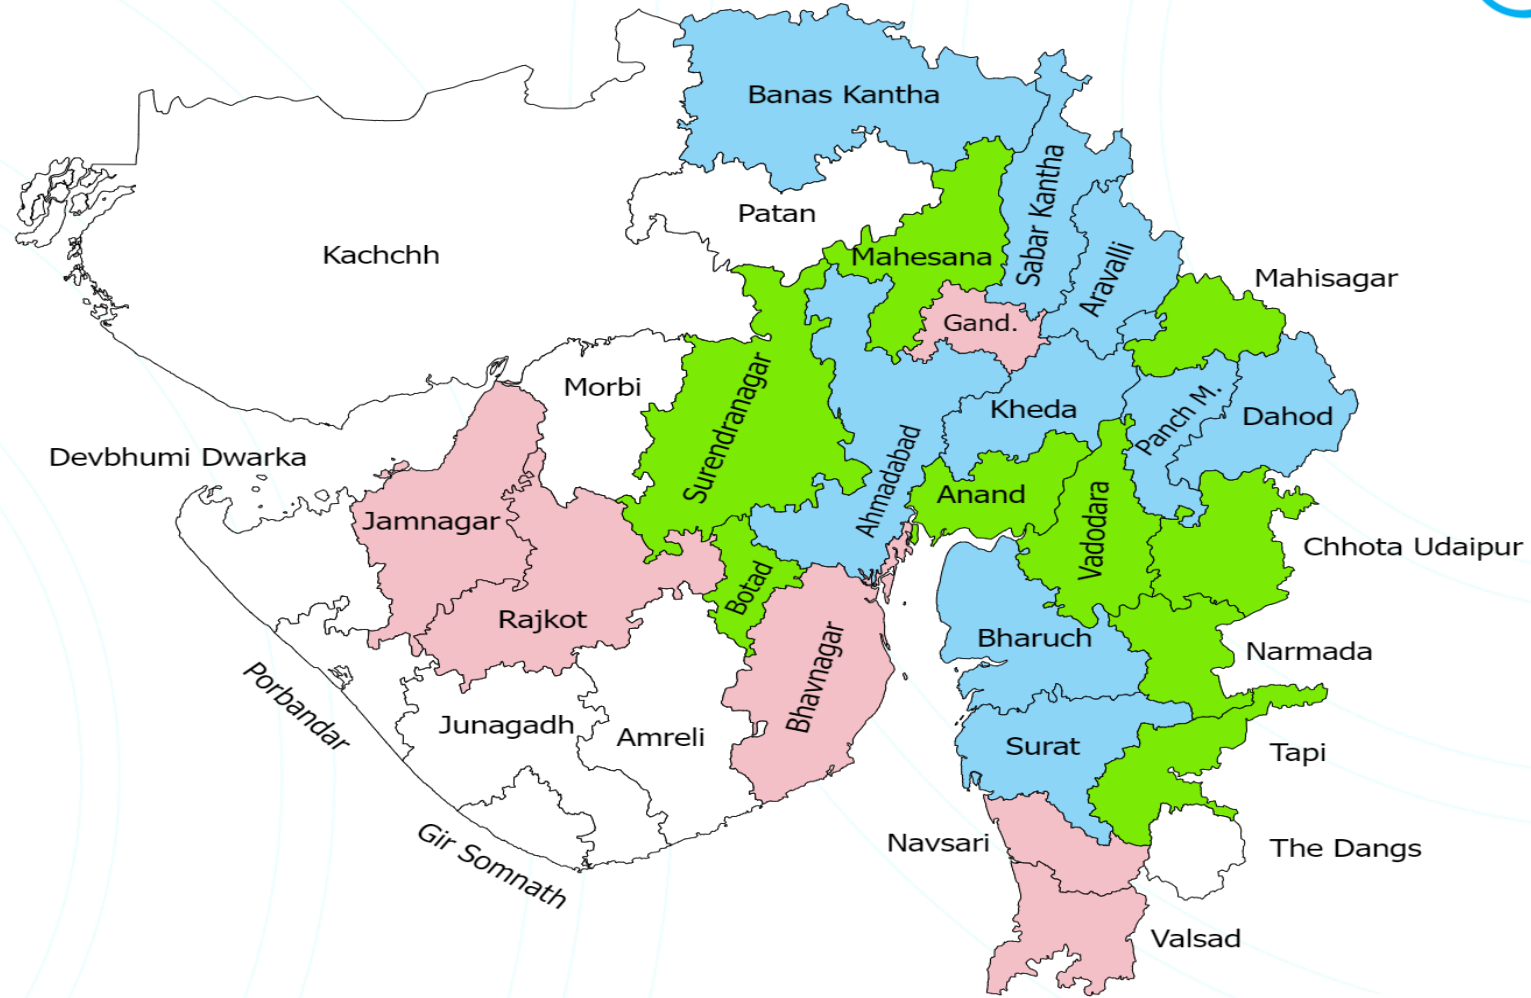 Banas Kantha
Patan
Kachchh
Mahesana
Sabar Kantha
Aravalli
Mahisagar
Gand.
Morbi
Surendranagar
Kheda
Panch M.
Dahod
Devbhumi Dwarka
Ahmadabad
Anand
Jamnagar
Vadodara
Chhota Udaipur
Botad
Rajkot
Bharuch
Narmada
Bhavnagar
Porbandar
Junagadh
Amreli
Surat
Tapi
Gir Somnath
Navsari
The Dangs
Valsad